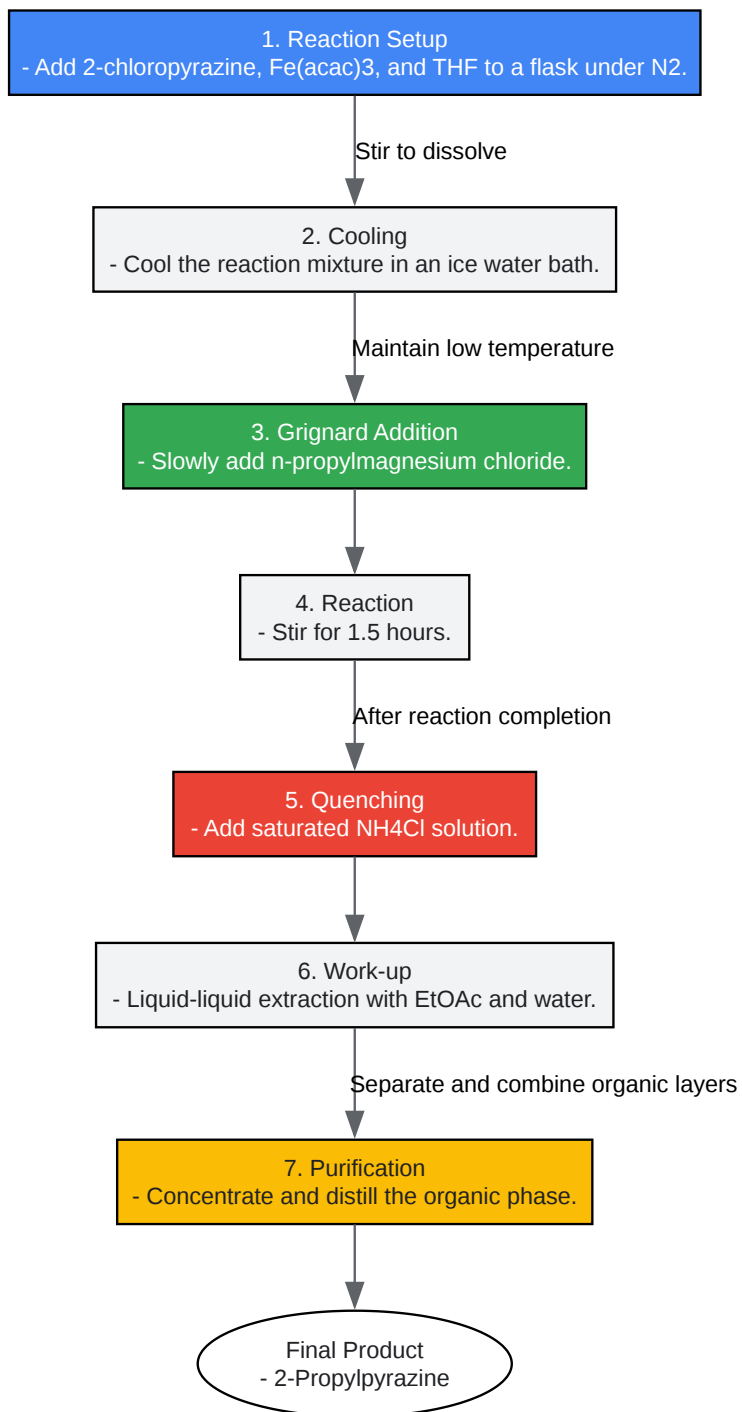 1. Reaction Setup
- Add 2-chloropyrazine, Fe(acac)3, and THF to a flask under N2.
Stir to dissolve
2. Cooling
- Cool the reaction mixture in an ice water bath.
Maintain low temperature
3. Grignard Addition
- Slowly add n-propylmagnesium chloride.
4. Reaction
- Stir for 1.5 hours.
After reaction completion
5. Quenching
- Add saturated NH4Cl solution.
6. Work-up
- Liquid-liquid extraction with EtOAc and water.
Separate and combine organic layers
7. Purification
- Concentrate and distill the organic phase.
Final Product
- 2-Propylpyrazine